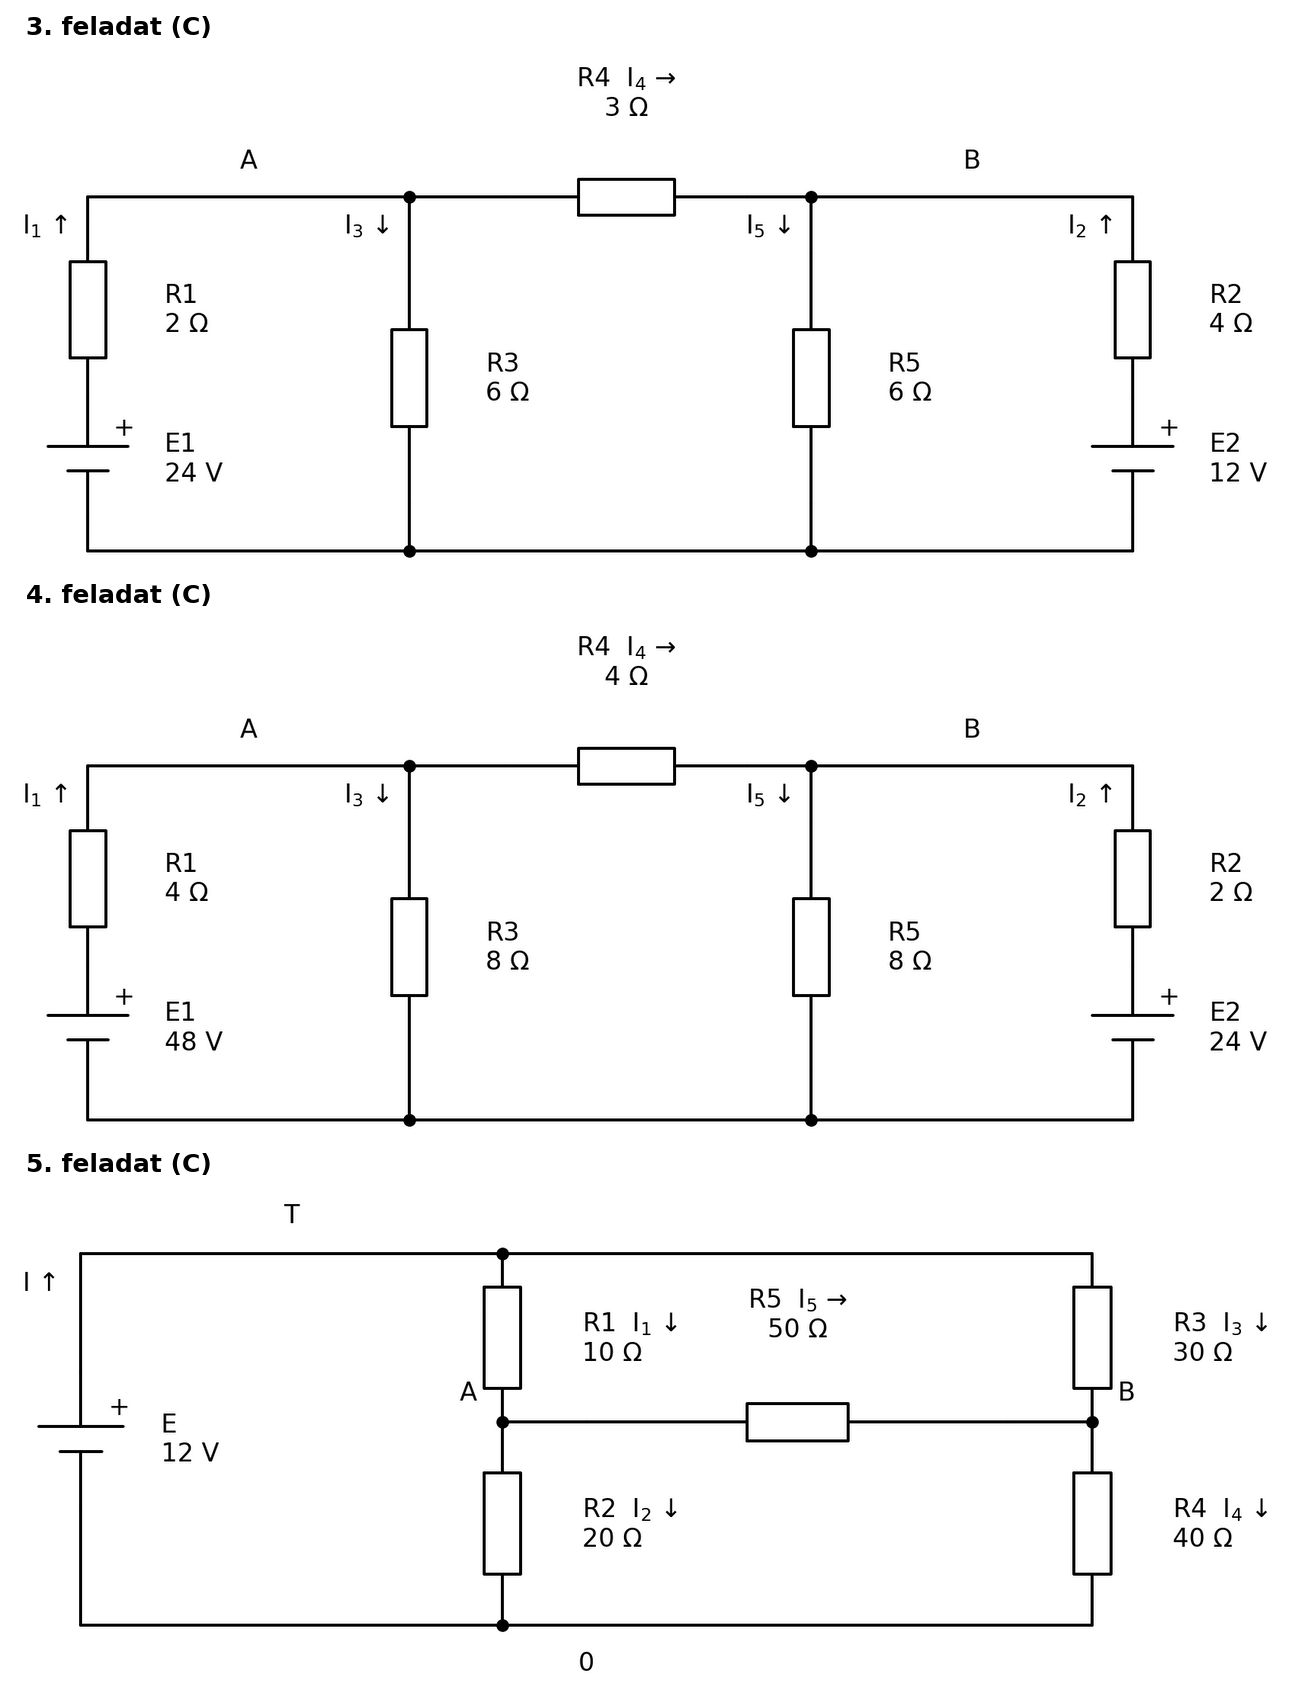 3. feladat (C)
R4 I₄ →
3 Ω
A
B
I₁ ↑
I₃ ↓
I₅ ↓
I₂ ↑
R1
2 Ω
R2
4 Ω
R3
6 Ω
R5
6 Ω
+
E1
24 V
+
E2
12 V
4. feladat (C)
R4 I₄ →
4 Ω
A
B
I₁ ↑
I₃ ↓
I₅ ↓
I₂ ↑
R1
4 Ω
R2
2 Ω
R3
8 Ω
R5
8 Ω
+
E1
48 V
+
E2
24 V
5. feladat (C)
T
I ↑
R5 I₅ →
50 Ω
R1 I₁ ↓
10 Ω
R3 I₃ ↓
30 Ω
A
B
+
E
12 V
R2 I₂ ↓
20 Ω
R4 I₄ ↓
40 Ω
0